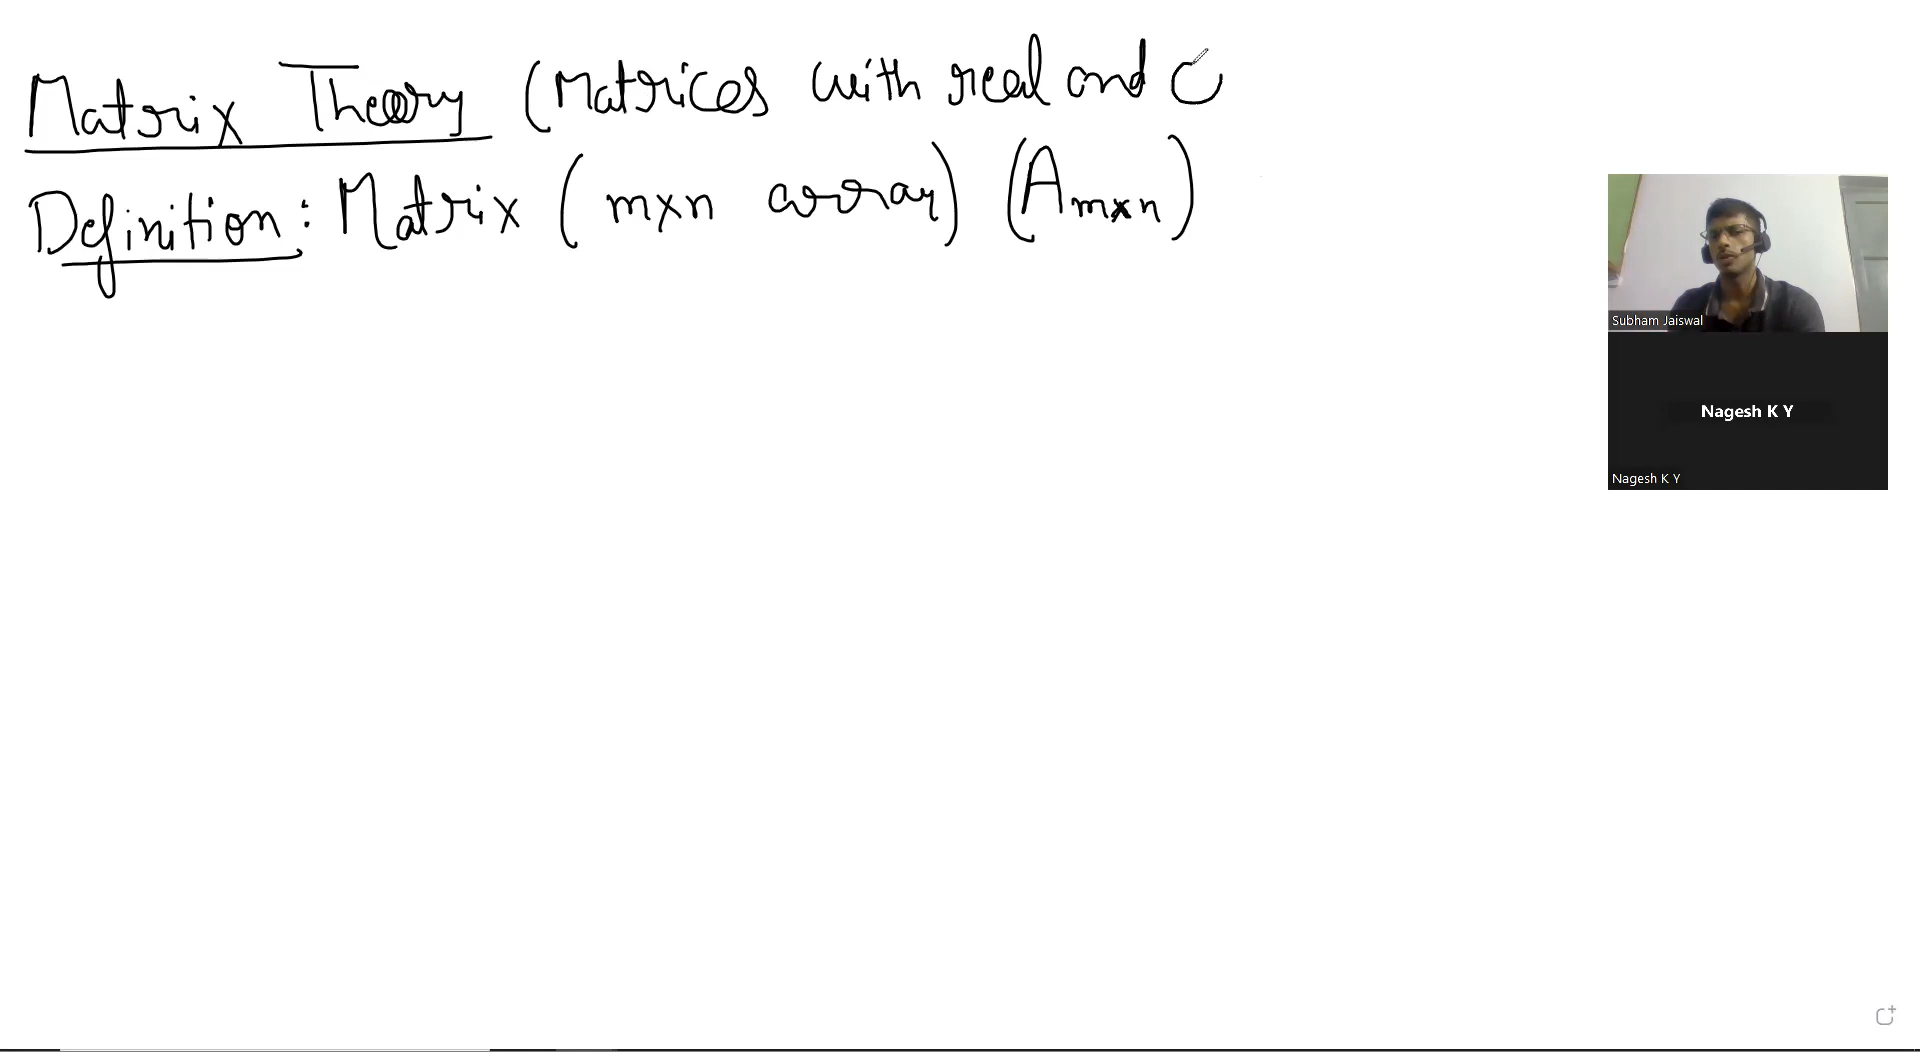 Matrix Theory (Matrices with real and C
Definition: Matrix (m×n array) (Am×n)
Subham Jaiswal
Nagesh K Y
Nagesh K Y